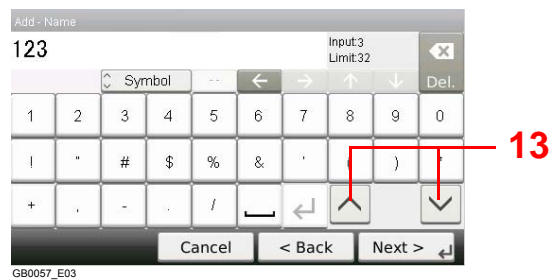 Add - Name
123
Input:3
Limit:32
Symbol -- ← → ↑ ↓ Del.
1 2 3 4 5 6 7 8 9 0
! " # $ % & ' ( ) *
+ , - . /
13
Cancel < Back Next >
GB0057_E03